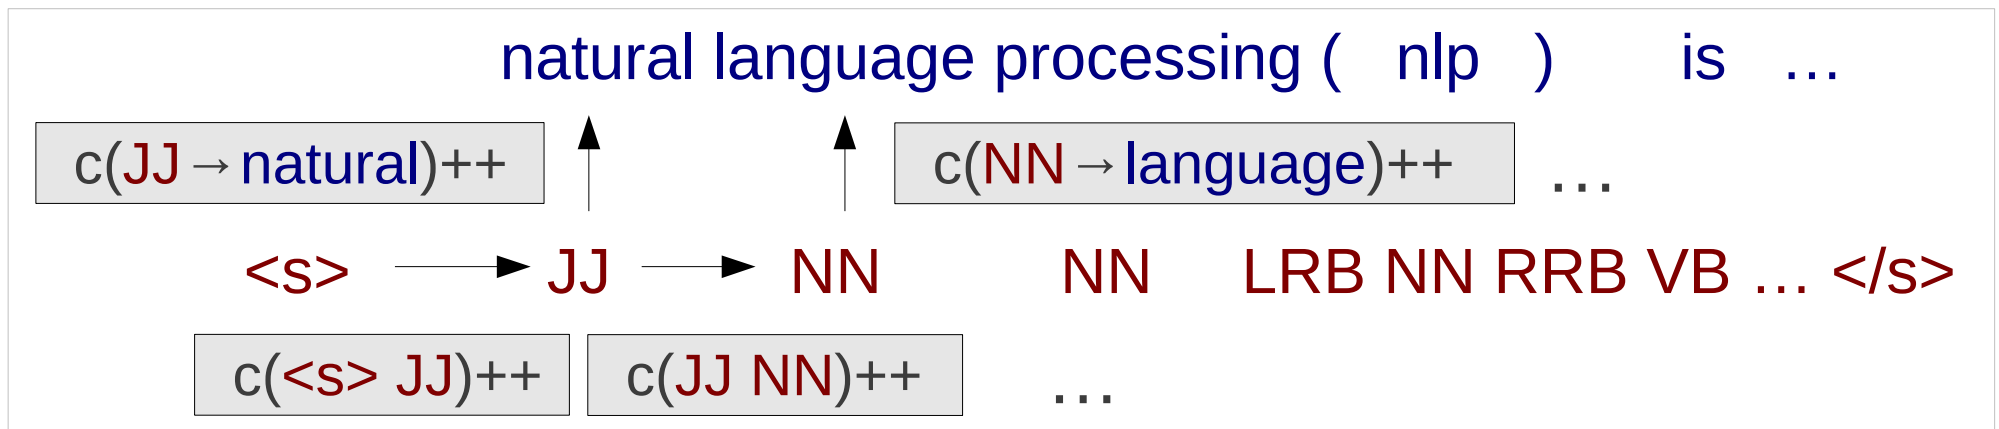 natural language processing ( nlp ) is …
c(JJ→natural)++ c(NN→language)++ …
<s> JJ NN NN LRB NN RRB VB … </s>
c(<s> JJ)++ c(JJ NN)++ …